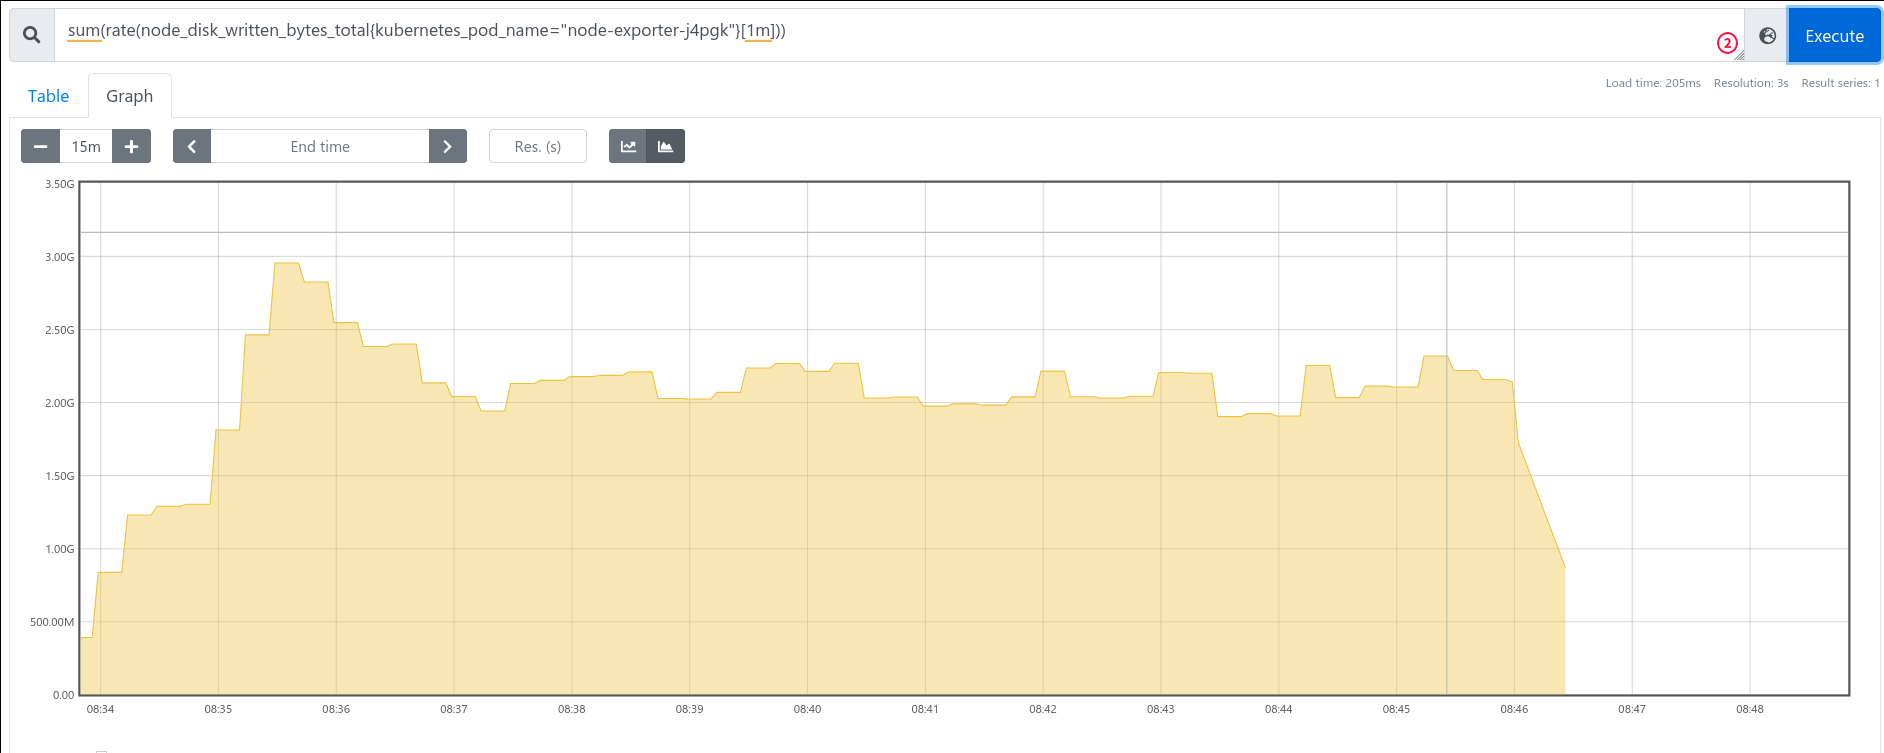 sum(rate(node_disk_written_bytes_total{kubernetes_pod_name="node-exporter-j4pgk"}[1m]))
2
Execute
Table
Graph
Load time: 205ms Resolution: 3s Result series: 1
15m
End time
Res. (s)
3.50G
3.00G
2.50G
2.00G
1.50G
1.00G
500.00M
0.00
08:34 08:35 08:36 08:37 08:38 08:39 08:40 08:41 08:42 08:43 08:44 08:45 08:46 08:47 08:48